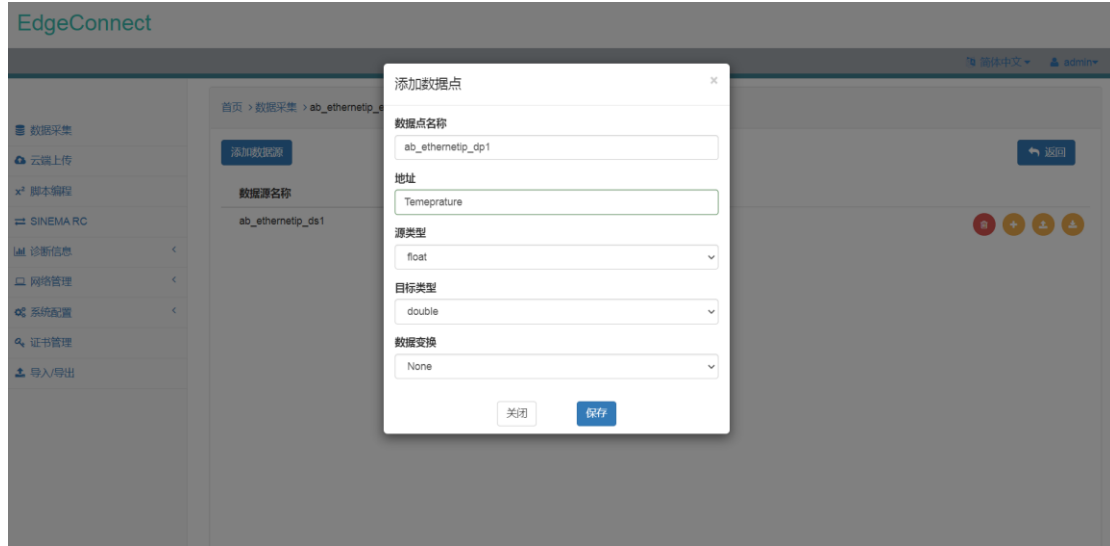 EdgeConnect
简体中文 admin
添加数据点 ×
首页 > 数据采集 > ab_ethernetip_e
数据点名称
ab_ethernetip_dp1
数据采集
云端上传
脚本编程
SINEMA RC
诊断信息
网络管理
系统配置
证书管理
导入/导出
添加数据源
返回
地址
Temeprature
数据源名称
ab_ethernetip_ds1
源类型
float
目标类型
double
数据变换
None
关闭 保存